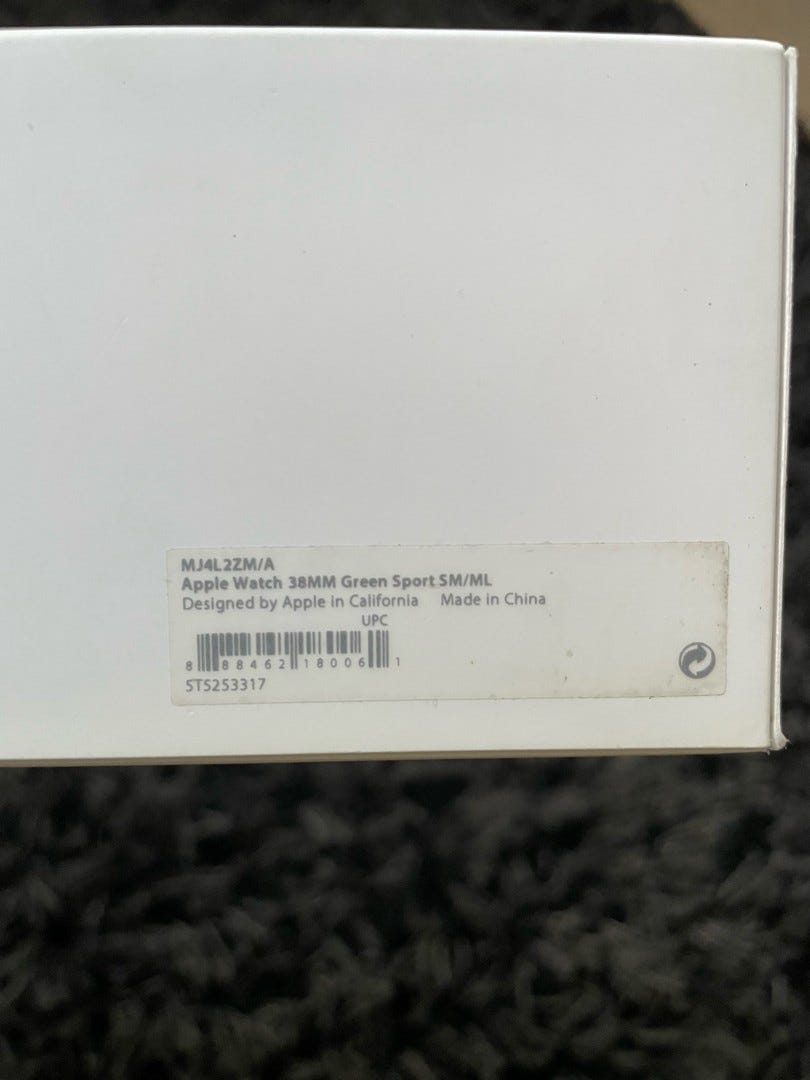 MJ4L2ZM/A
Apple Watch 38MM Green Sport SM/ML
Designed by Apple in California Made in China
UPC
8 88462 18006 1
ST5253317